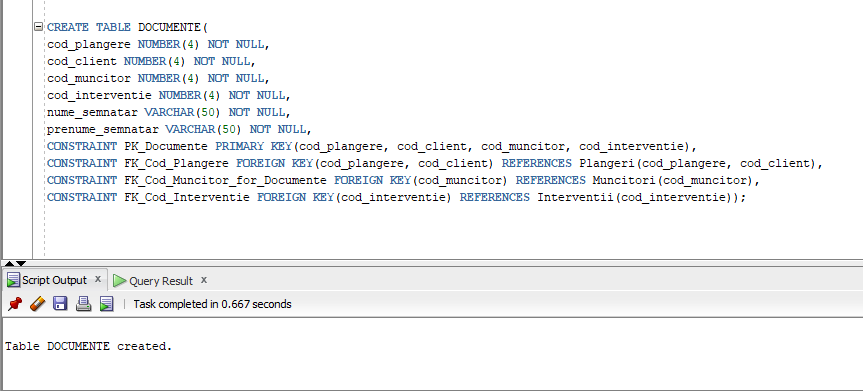 CREATE TABLE DOCUMENTE(
cod_plangere NUMBER(4) NOT NULL,
cod_client NUMBER(4) NOT NULL,
cod_muncitor NUMBER(4) NOT NULL,
cod_interventie NUMBER(4) NOT NULL,
nume_semnatar VARCHAR(50) NOT NULL,
prenume_semnatar VARCHAR(50) NOT NULL,
CONSTRAINT PK_Documente PRIMARY KEY(cod_plangere, cod_client, cod_muncitor, cod_interventie),
CONSTRAINT FK_Cod_Plangere FOREIGN KEY(cod_plangere, cod_client) REFERENCES Plangeri(cod_plangere, cod_client),
CONSTRAINT FK_Cod_Muncitor_for_Documente FOREIGN KEY(cod_muncitor) REFERENCES Muncitori(cod_muncitor),
CONSTRAINT FK_Cod_Interventie FOREIGN KEY(cod_interventie) REFERENCES Interventii(cod_interventie));
Script Output x Query Result x
Task completed in 0.667 seconds
Table DOCUMENTE created.